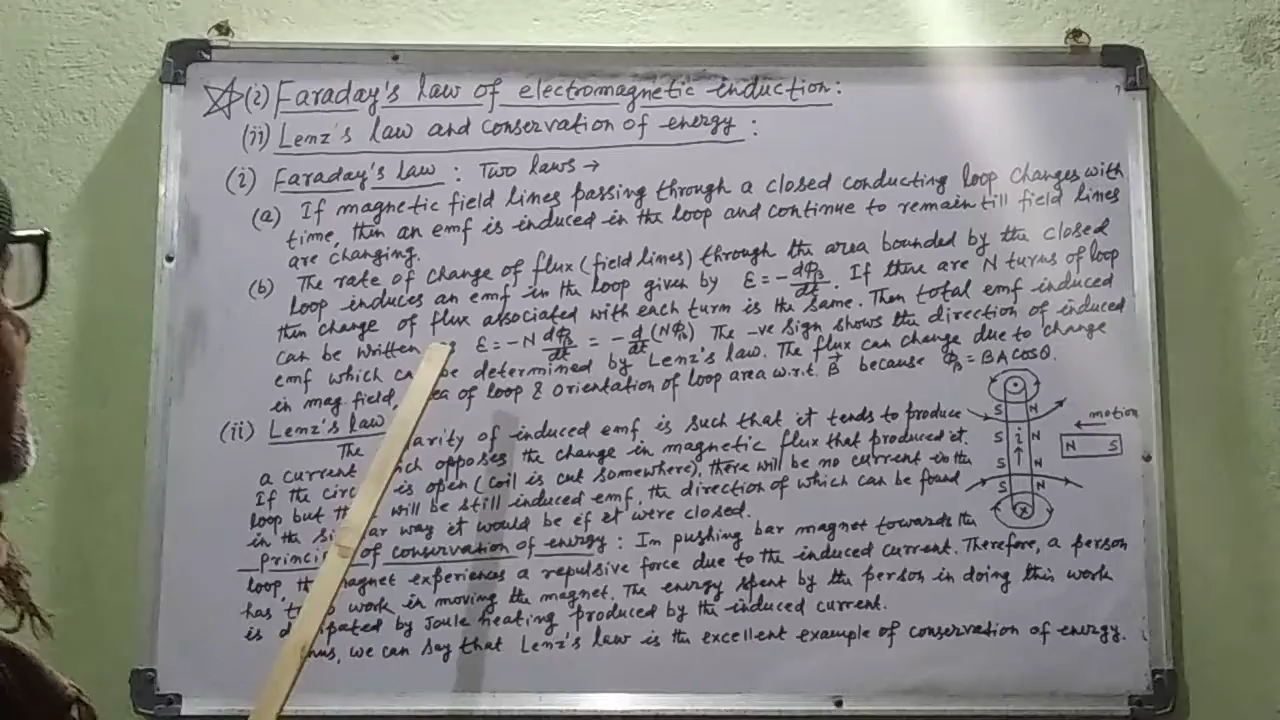 (i) Faraday's law of electromagnetic induction:
(ii) Lenz's law and conservation of energy:
(i) Faraday's law: Two laws →
(a) If magnetic field lines passing through a closed conducting loop changes with
time, then an emf is induced in the loop and continue to remain till field lines
are changing.
(b) The rate of change of flux (field lines) through the area bounded by the closed
loop induces an emf in the loop given by Ɛ = -dΦB/dt. If there are N turns of loop
then change of flux associated with each turn is the same. Then total emf induced
can be written Ɛ = -N dΦB/dt = -d/dt (NΦB) The -ve sign shows the direction of induced
emf which be determined by Lenz's law. The flux can change due to change
in mag. field, of loop & orientation of loop area w.r.t. B⃗ because ΦB = BA cosθ.
(ii) Lenz's law
The of induced emf is such that it tends to produce
a current opposes the change in magnetic flux that produced it.
If the is open (coil is cut somewhere), there will be no current in the
loop but will be still induced emf, the direction of which can be found
in the way it would be if it were closed.
of conservation of energy: In pushing bar magnet towards the
loop, magnet experiences a repulsive force due to the induced current. Therefore, a person
has work in moving the magnet. The energy spent by the person in doing this work
is by Joule heating produced by the induced current.
Thus, we can say that Lenz's law is the excellent example of conservation of energy.
S N
S i N
S N
S N
x
motion
N S